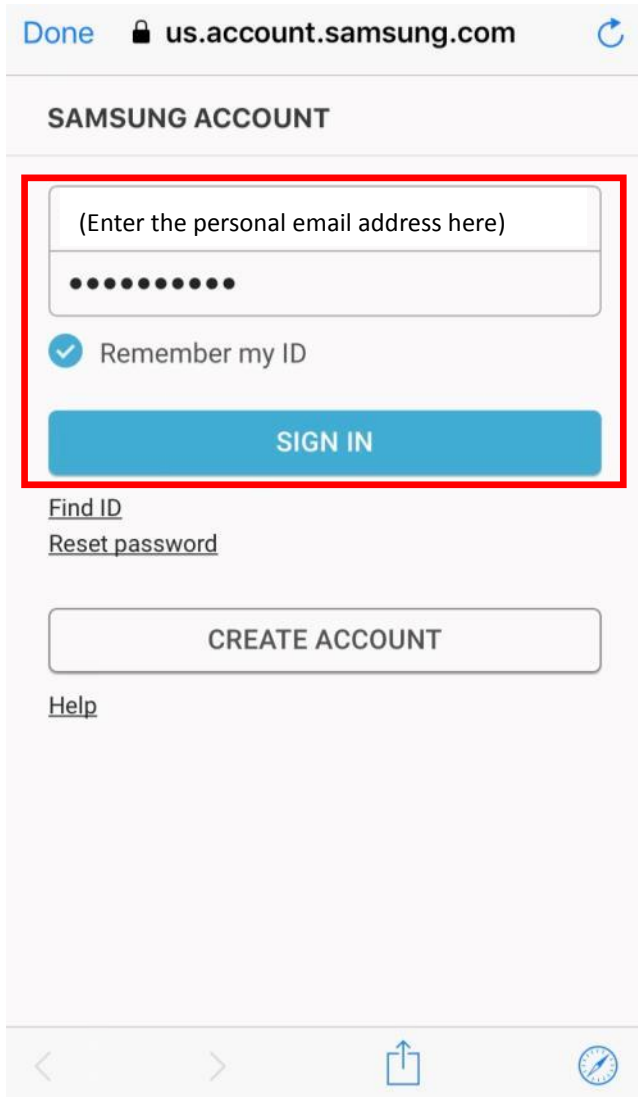 Done us.account.samsung.com
SAMSUNG ACCOUNT
(Enter the personal email address here)
••••••••••
Remember my ID
SIGN IN
Find ID
Reset password
CREATE ACCOUNT
Help